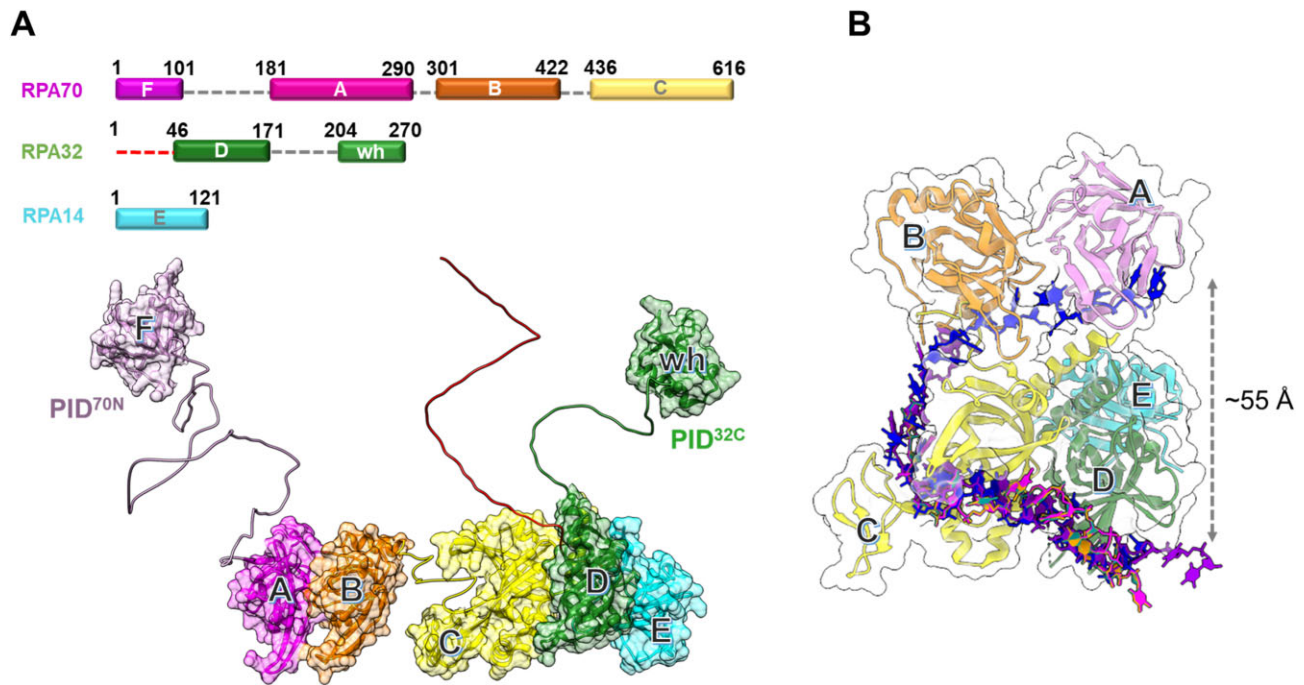 A
B
1 101 181 290 301 422 436 616
RPA70 F A B C
1 46 171 204 270
RPA32 D wh
1 121
RPA14 E
F
PID70N
wh
PID32C
A B C D E
B A
E
~55 Å
D
C